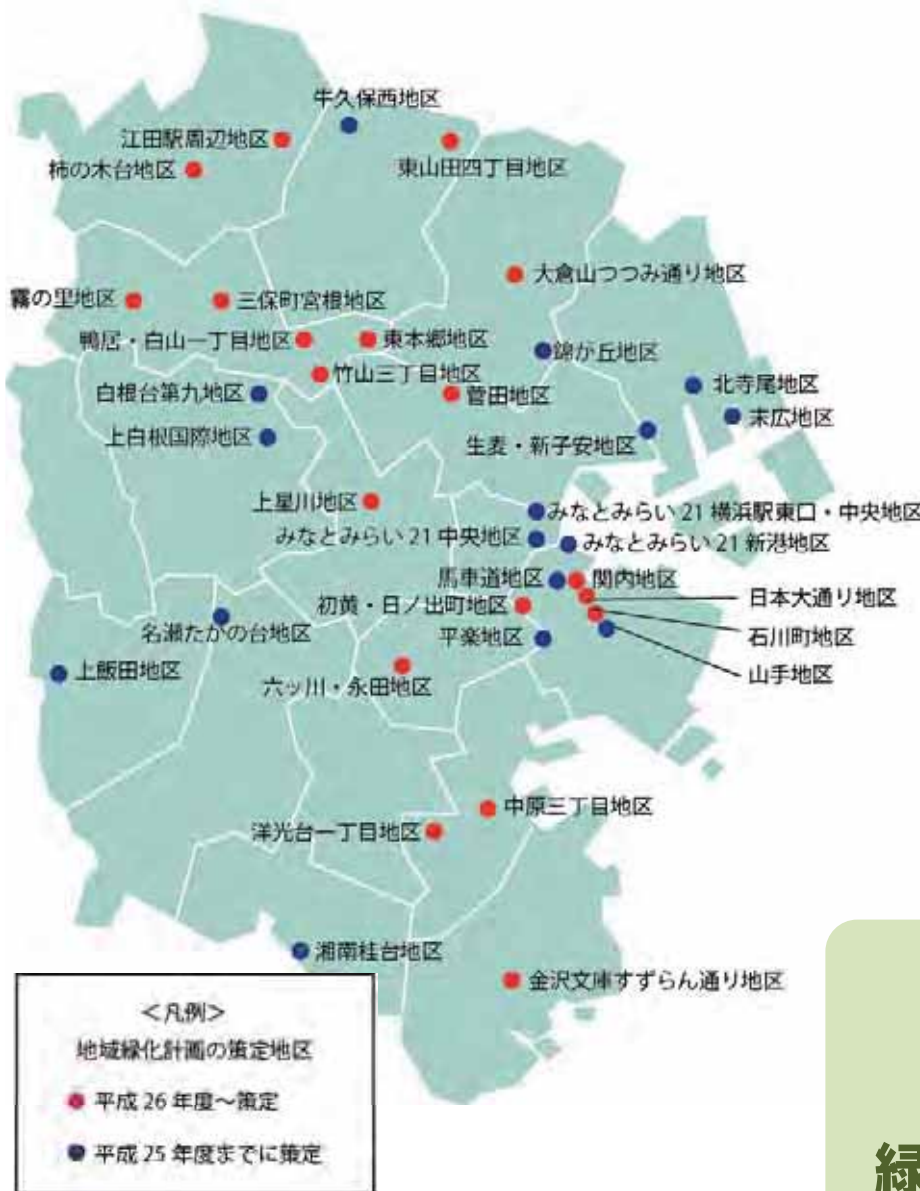 牛久保西地区
江田駅周辺地区
柿の木台地区
東山田四丁目地区
大倉山つつみ通り地区
霧の里地区
三保町宮根地区
鴨居・白山一丁目地区
東本郷地区
錦が丘地区
竹山三丁目地区
北寺尾地区
白根台第九地区
菅田地区
末広地区
上白根国際地区
生麦・新子安地区
上星川地区
みなとみらい 21 横浜駅東口・中央地区
みなとみらい 21 中央地区
みなとみらい 21 新港地区
馬車道地区
関内地区
日本大通り地区
初黄・日ノ出町地区
石川町地区
平楽地区
名瀬たかの台地区
山手地区
上飯田地区
六ッ川・永田地区
中原三丁目地区
洋光台一丁目地区
湘南桂台地区
金沢文庫すずらん通り地区
<凡例>
地域緑化計画の策定地区
平成 26 年度～策定
平成 25 年度までに策定
緑